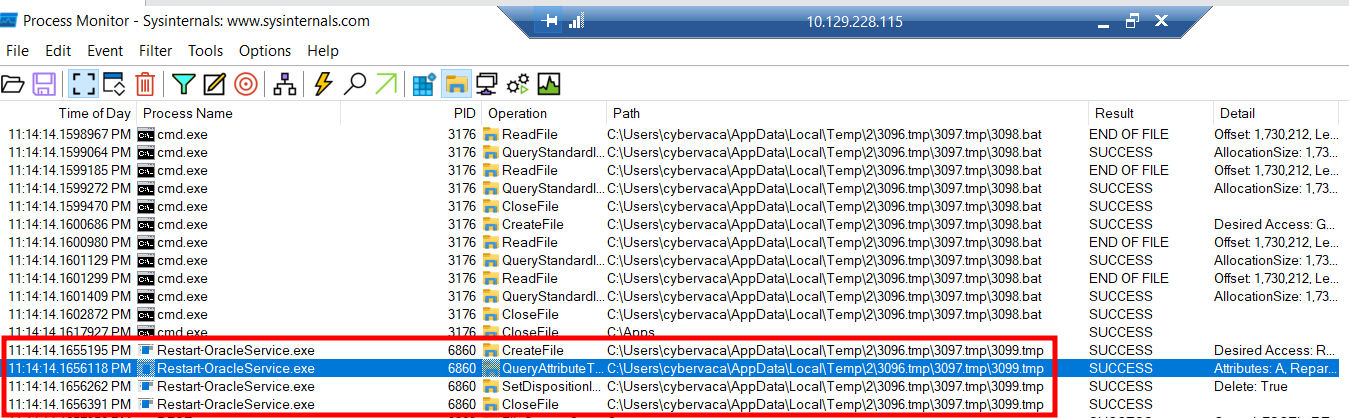 Process Monitor - Sysinternals: www.sysinternals.com
10.129.228.115
File Edit Event Filter Tools Options Help
Time of Day Process Name PID Operation Path Result Detail
11:14:14.1598967 PM cmd.exe 3176 ReadFile C:\Users\cybervaca\AppData\Local\Temp\2\3096.tmp\3097.tmp\3098.bat END OF FILE Offset: 1,730,212, Le...
11:14:14.1599064 PM cmd.exe 3176 QueryStandardI... C:\Users\cybervaca\AppData\Local\Temp\2\3096.tmp\3097.tmp\3098.bat SUCCESS AllocationSize: 1,73...
11:14:14.1599185 PM cmd.exe 3176 ReadFile C:\Users\cybervaca\AppData\Local\Temp\2\3096.tmp\3097.tmp\3098.bat END OF FILE Offset: 1,730,212, Le...
11:14:14.1599272 PM cmd.exe 3176 QueryStandardI... C:\Users\cybervaca\AppData\Local\Temp\2\3096.tmp\3097.tmp\3098.bat SUCCESS AllocationSize: 1,73...
11:14:14.1599470 PM cmd.exe 3176 CloseFile C:\Users\cybervaca\AppData\Local\Temp\2\3096.tmp\3097.tmp\3098.bat SUCCESS
11:14:14.1600686 PM cmd.exe 3176 CreateFile C:\Users\cybervaca\AppData\Local\Temp\2\3096.tmp\3097.tmp\3098.bat SUCCESS Desired Access: G...
11:14:14.1600980 PM cmd.exe 3176 ReadFile C:\Users\cybervaca\AppData\Local\Temp\2\3096.tmp\3097.tmp\3098.bat END OF FILE Offset: 1,730,212, Le...
11:14:14.1601129 PM cmd.exe 3176 QueryStandardI... C:\Users\cybervaca\AppData\Local\Temp\2\3096.tmp\3097.tmp\3098.bat SUCCESS AllocationSize: 1,73...
11:14:14.1601299 PM cmd.exe 3176 ReadFile C:\Users\cybervaca\AppData\Local\Temp\2\3096.tmp\3097.tmp\3098.bat END OF FILE Offset: 1,730,212, Le...
11:14:14.1601409 PM cmd.exe 3176 QueryStandardI... C:\Users\cybervaca\AppData\Local\Temp\2\3096.tmp\3097.tmp\3098.bat SUCCESS AllocationSize: 1,73...
11:14:14.1602872 PM cmd.exe 3176 CloseFile C:\Users\cybervaca\AppData\Local\Temp\2\3096.tmp\3097.tmp\3098.bat SUCCESS
11:14:14.1617927 PM cmd.exe 3176 CloseFile C:\Apps SUCCESS
11:14:14.1655195 PM Restart-OracleService.exe 6860 CreateFile C:\Users\cybervaca\AppData\Local\Temp\2\3096.tmp\3097.tmp\3099.tmp SUCCESS Desired Access: R...
11:14:14.1656118 PM Restart-OracleService.exe 6860 QueryAttributeT... C:\Users\cybervaca\AppData\Local\Temp\2\3096.tmp\3097.tmp\3099.tmp SUCCESS Attributes: A, Repar...
11:14:14.1656262 PM Restart-OracleService.exe 6860 SetDispositionI... C:\Users\cybervaca\AppData\Local\Temp\2\3096.tmp\3097.tmp\3099.tmp SUCCESS Delete: True
11:14:14.1656391 PM Restart-OracleService.exe 6860 CloseFile C:\Users\cybervaca\AppData\Local\Temp\2\3096.tmp\3097.tmp\3099.tmp SUCCESS